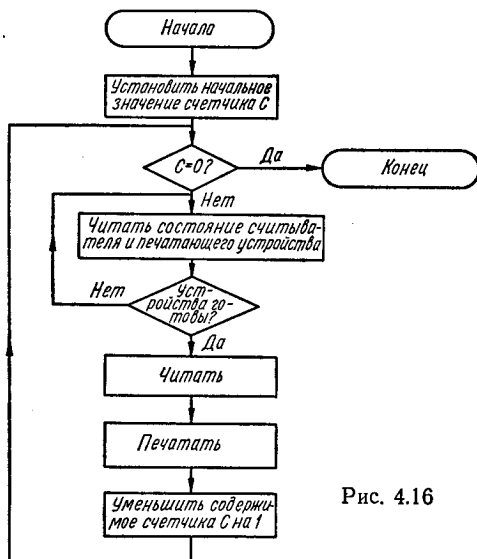 Начало
Установить начальное
значение счетчика C
C=0?
Да
Конец
Нет
Читать состояние считыва-
теля и печатающего устройства
Нет
Уст-
ройства го-
товы?
Да
Читать
Печатать
Уменьшить содержи-
мое счетчика C на 1
Рис. 4.16